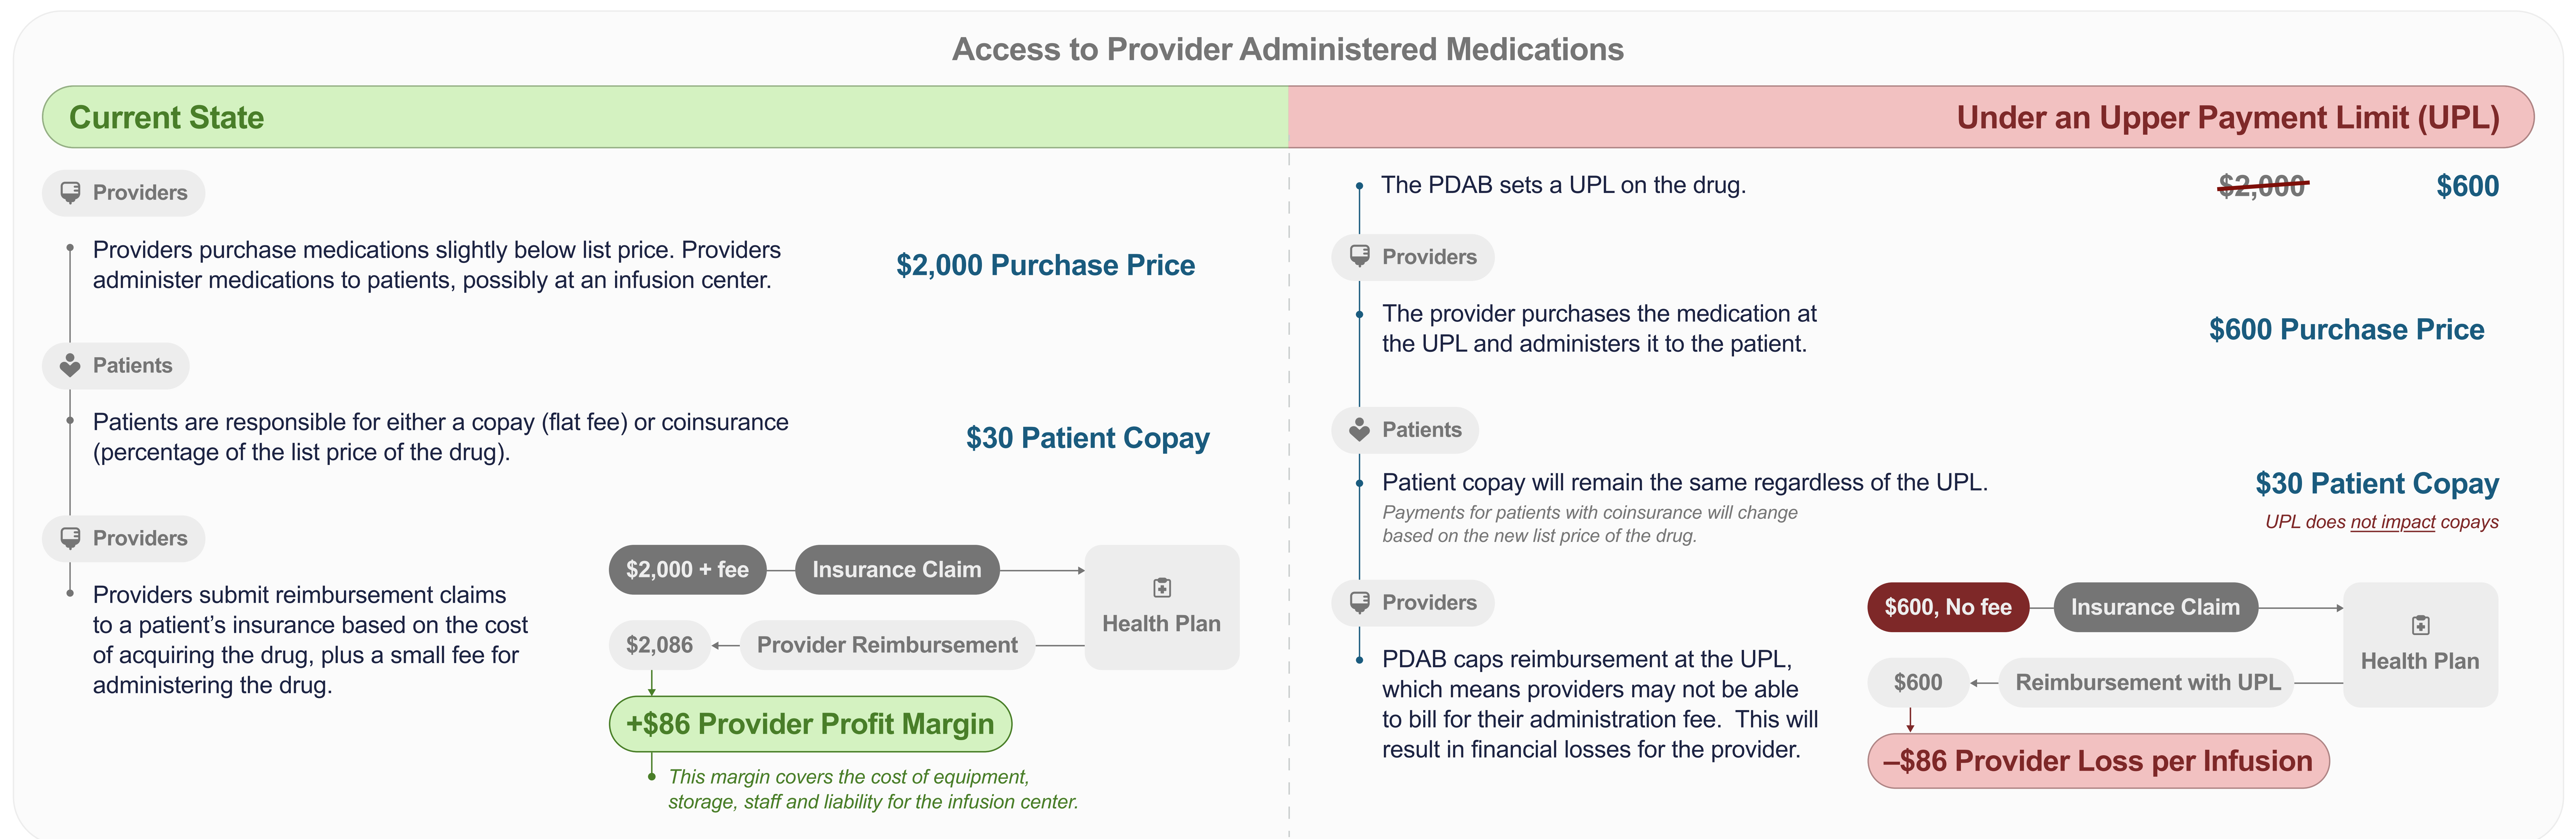 Access to Provider Administered Medications
Current State
Providers
Providers purchase medications slightly below list price. Providers
administer medications to patients, possibly at an infusion center.
$2,000 Purchase Price
Patients
Patients are responsible for either a copay (flat fee) or coinsurance
(percentage of the list price of the drug).
$30 Patient Copay
Providers
Providers submit reimbursement claims
to a patient’s insurance based on the cost
of acquiring the drug, plus a small fee for
administering the drug.
$2,000 + fee
Insurance Claim
Health Plan
Provider Reimbursement
$2,086
+$86 Provider Profit Margin
This margin covers the cost of equipment,
storage, staff and liability for the infusion center.
Under an Upper Payment Limit (UPL)
The PDAB sets a UPL on the drug.
$2,000
$600
Providers
The provider purchases the medication at
the UPL and administers it to the patient.
$600 Purchase Price
Patients
Patient copay will remain the same regardless of the UPL.
Payments for patients with coinsurance will change
based on the new list price of the drug.
$30 Patient Copay
UPL does not impact copays
Providers
PDAB caps reimbursement at the UPL,
which means providers may not be able
to bill for their administration fee.  This will
result in financial losses for the provider.
$600, No fee
Insurance Claim
Health Plan
Reimbursement with UPL
$600
–$86 Provider Loss per Infusion